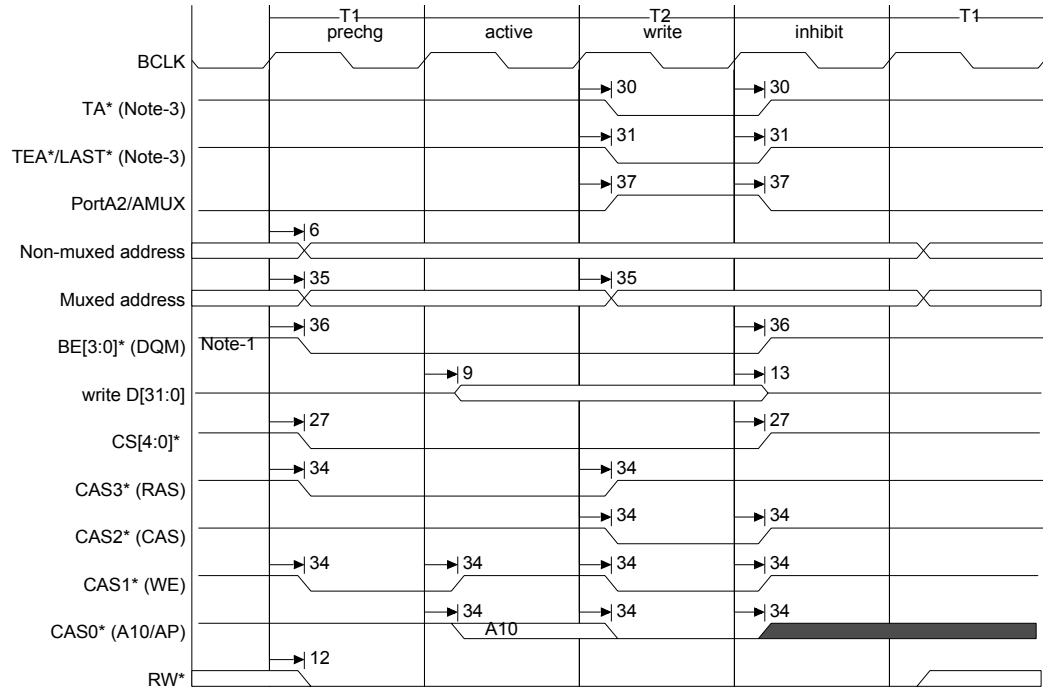 T1 T2 T1
prechg active write inhibit
BCLK
30 30
TA* (Note-3)
31 31
TEA*/LAST* (Note-3)
37 37
PortA2/AMUX
6
Non-muxed address
35 35
Muxed address
36 36
BE[3:0]* (DQM) Note-1
9 13
write D[31:0]
27 27
CS[4:0]*
34 34
CAS3* (RAS)
34 34
CAS2* (CAS)
34 34 34 34
CAS1* (WE)
34 34 34
CAS0* (A10/AP) A10
12
RW*